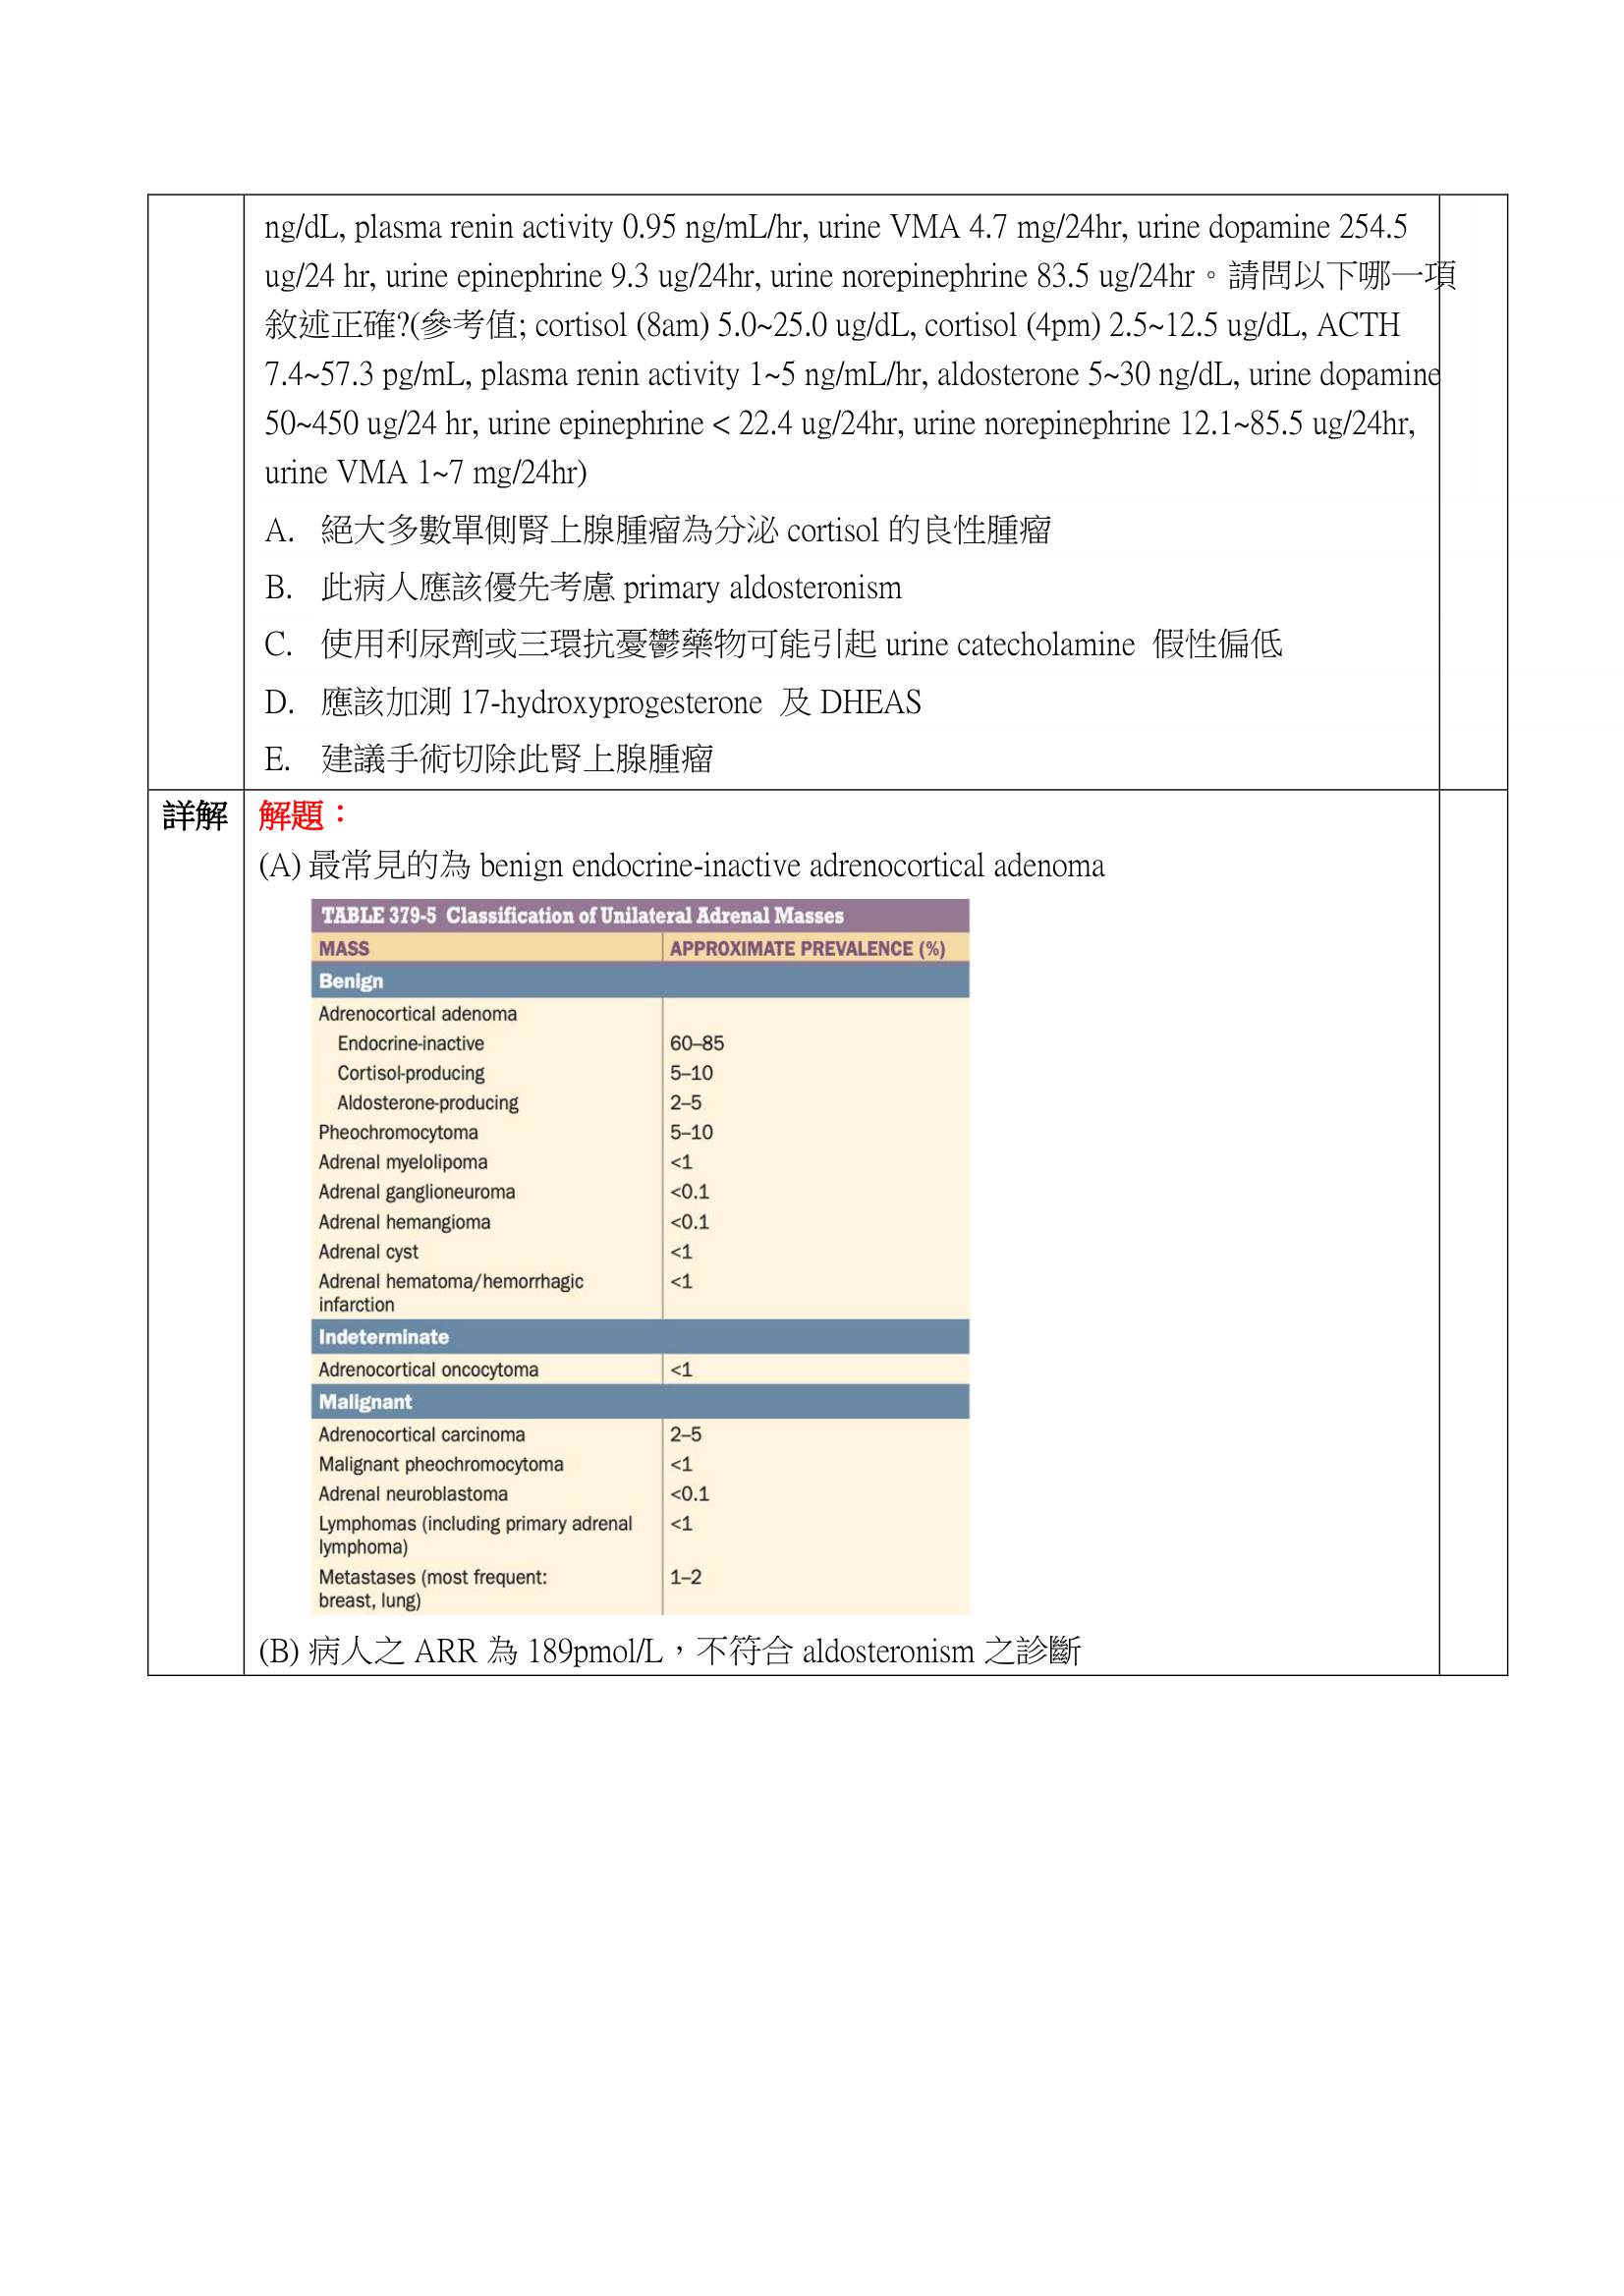 ng/dL, plasma renin activity 0.95 ng/mL/hr, urine VMA 4.7 mg/24hr, urine dopamine 254.5
ug/24 hr, urine epinephrine 9.3 ug/24hr, urine norepinephrine 83.5 ug/24hr。請問以下哪一項
敘述正確?(參考值; cortisol (8am) 5.0~25.0 ug/dL, cortisol (4pm) 2.5~12.5 ug/dL, ACTH
7.4~57.3 pg/mL, plasma renin activity 1~5 ng/mL/hr, aldosterone 5~30 ng/dL, urine dopamine
50~450 ug/24 hr, urine epinephrine < 22.4 ug/24hr, urine norepinephrine 12.1~85.5 ug/24hr,
urine VMA 1~7 mg/24hr)
A. 絕大多數單側腎上腺腫瘤為分泌 cortisol 的良性腫瘤
B. 此病人應該優先考慮 primary aldosteronism
C. 使用利尿劑或三環抗憂鬱藥物可能引起 urine catecholamine 假性偏低
D. 應該加測 17-hydroxyprogesterone 及 DHEAS
E. 建議手術切除此腎上腺腫瘤
詳解 解題：
(A) 最常見的為 benign endocrine-inactive adrenocortical adenoma
TABLE 379-5 Classification of Unilateral Adrenal Masses
MASS APPROXIMATE PREVALENCE (%)
Benign
Adrenocortical adenoma
Endocrine-inactive 60–85
Cortisol-producing 5–10
Aldosterone-producing 2–5
Pheochromocytoma 5–10
Adrenal myelolipoma <1
Adrenal ganglioneuroma <0.1
Adrenal hemangioma <0.1
Adrenal cyst <1
Adrenal hematoma/hemorrhagic <1
infarction
Indeterminate
Adrenocortical oncocytoma <1
Malignant
Adrenocortical carcinoma 2–5
Malignant pheochromocytoma <1
Adrenal neuroblastoma <0.1
Lymphomas (including primary adrenal <1
lymphoma)
Metastases (most frequent: 1–2
breast, lung)
(B) 病人之 ARR 為 189pmol/L，不符合 aldosteronism 之診斷